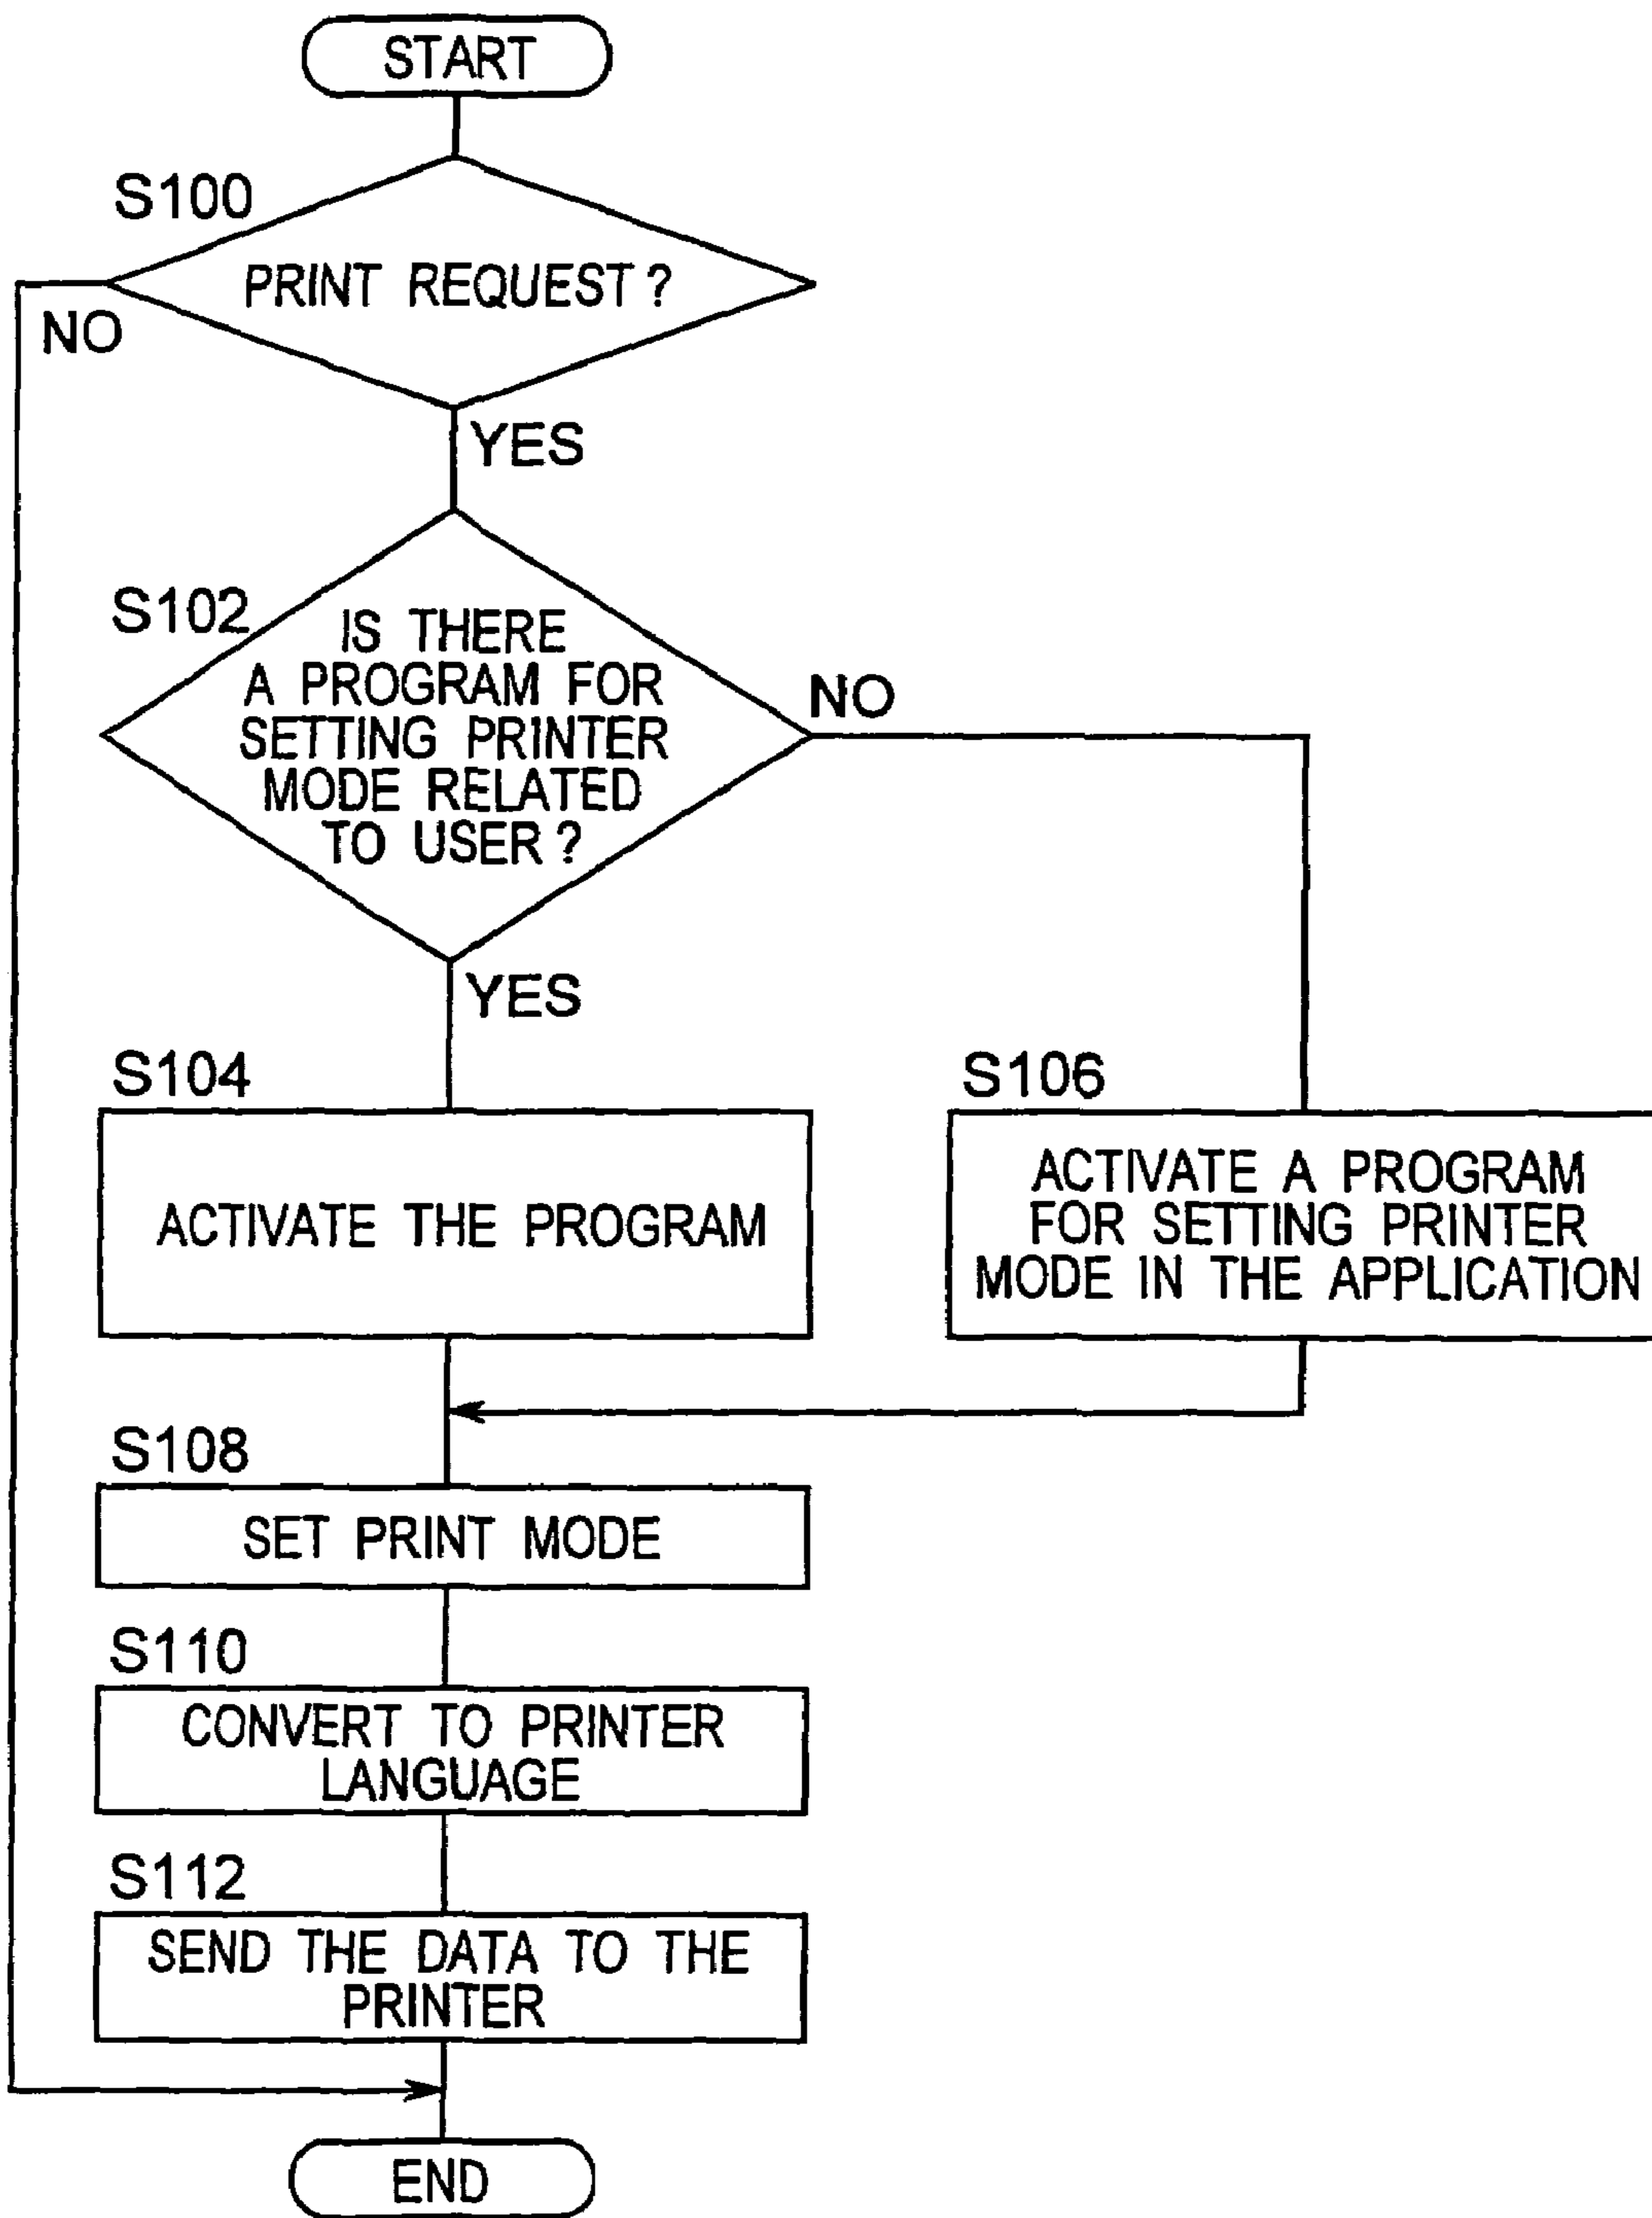 START
S100
PRINT REQUEST?
NO
YES
S102
IS THERE
A PROGRAM FOR
SETTING PRINTER
MODE RELATED
TO USER?
NO
YES
S104
ACTIVATE THE PROGRAM
S106
ACTIVATE A PROGRAM
FOR SETTING PRINTER
MODE IN THE APPLICATION
S108
SET PRINT MODE
S110
CONVERT TO PRINTER
LANGUAGE
S112
SEND THE DATA TO THE
PRINTER
END